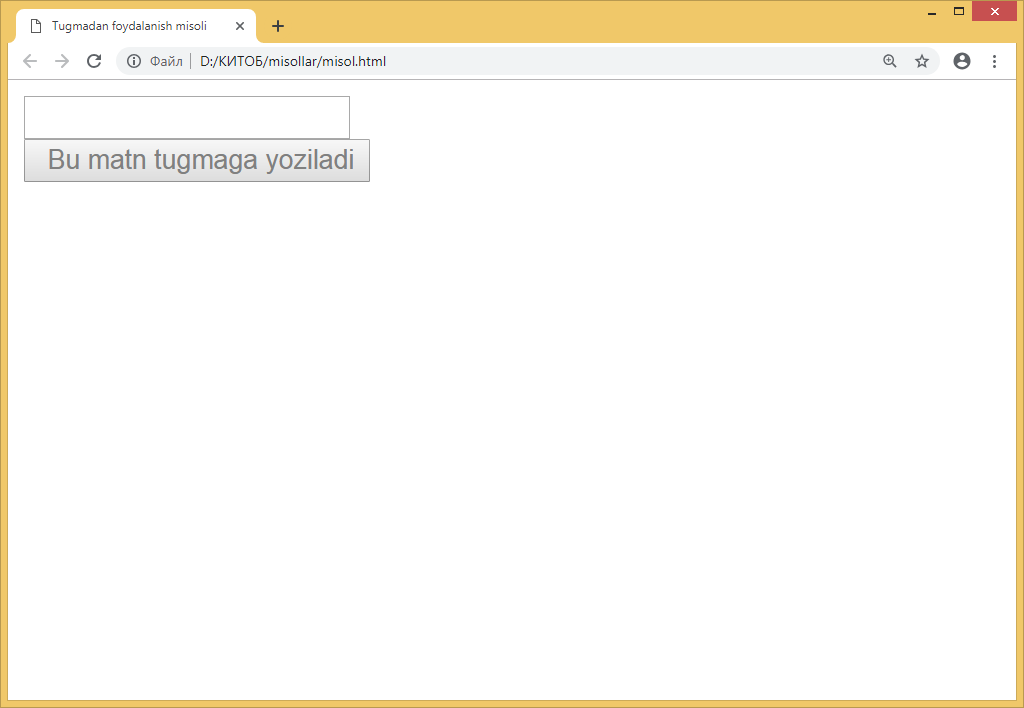 Tugmadan foydalanish misoli
Файл D:/КИТОБ/misollar/misol.html
Bu matn tugmaga yoziladi